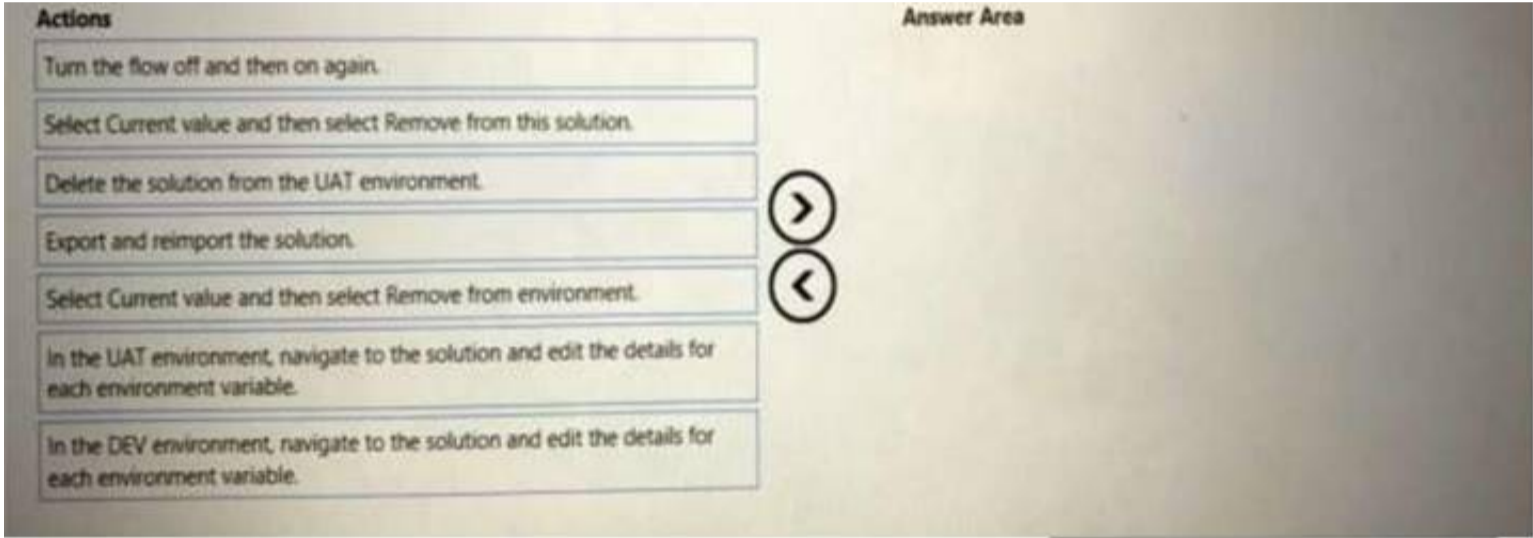 Actions
Answer Area
Turn the flow off and then on again.
Select Current value and then select Remove from this solution.
Delete the solution from the UAT environment.
Export and reimport the solution.
Select Current value and then select Remove from environment.
In the UAT environment, navigate to the solution and edit the details for
each environment variable.
In the DEV environment, navigate to the solution and edit the details for
each environment variable.